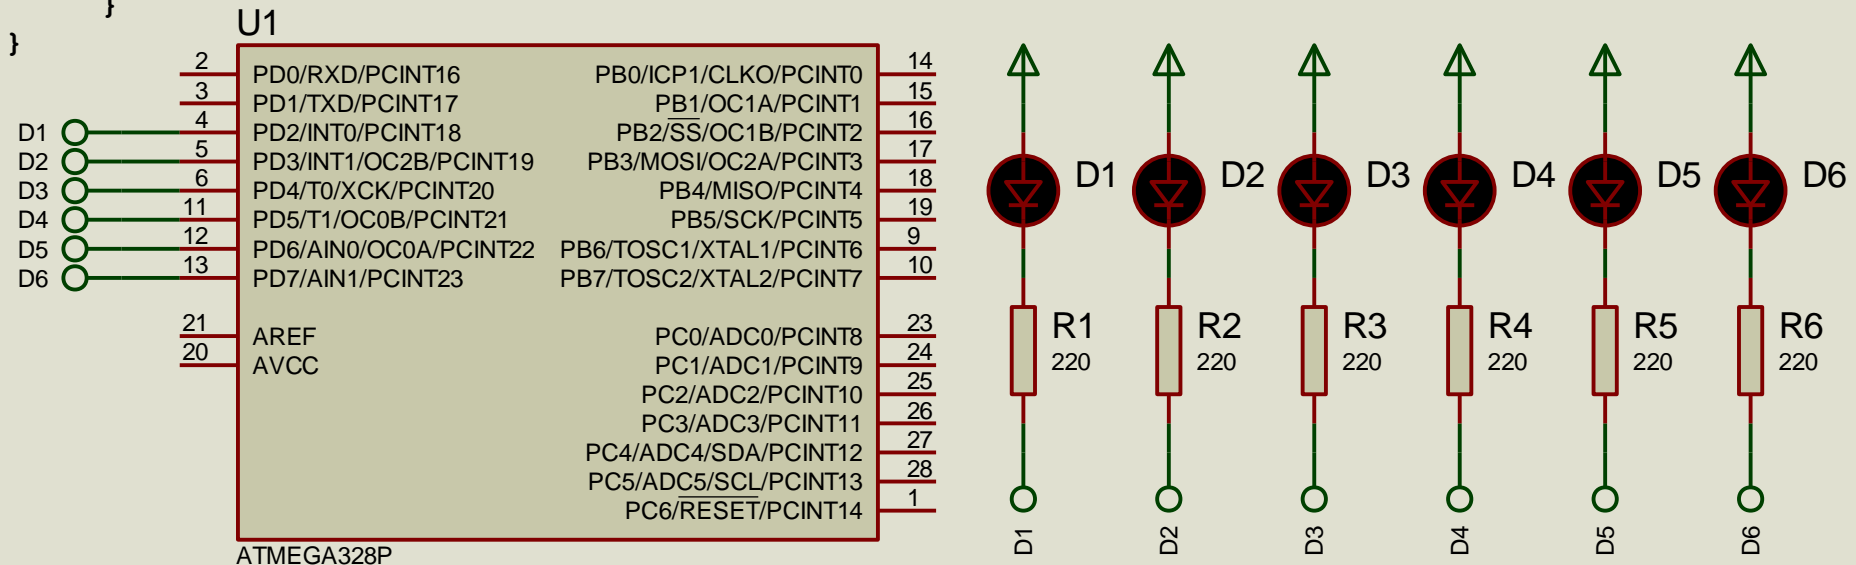 }
}
U1
2 PD0/RXD/PCINT16 PB0/ICP1/CLKO/PCINT0 14
3 PD1/TXD/PCINT17 PB1/OC1A/PCINT1 15
D1 4 PD2/INT0/PCINT18 PB2/SS/OC1B/PCINT2 16
D2 5 PD3/INT1/OC2B/PCINT19 PB3/MOSI/OC2A/PCINT3 17
D3 6 PD4/T0/XCK/PCINT20 PB4/MISO/PCINT4 18
D4 11 PD5/T1/OC0B/PCINT21 PB5/SCK/PCINT5 19
D5 12 PD6/AIN0/OC0A/PCINT22 PB6/TOSC1/XTAL1/PCINT6 9
D6 13 PD7/AIN1/PCINT23 PB7/TOSC2/XTAL2/PCINT7 10
21 AREF PC0/ADC0/PCINT8 23
20 AVCC PC1/ADC1/PCINT9 24
PC2/ADC2/PCINT10 25
PC3/ADC3/PCINT11 26
PC4/ADC4/SDA/PCINT12 27
PC5/ADC5/SCL/PCINT13 28
PC6/RESET/PCINT14 1
ATMEGA328P
D1 D2 D3 D4 D5 D6
R1 R2 R3 R4 R5 R6
220 220 220 220 220 220
D1 D2 D3 D4 D5 D6